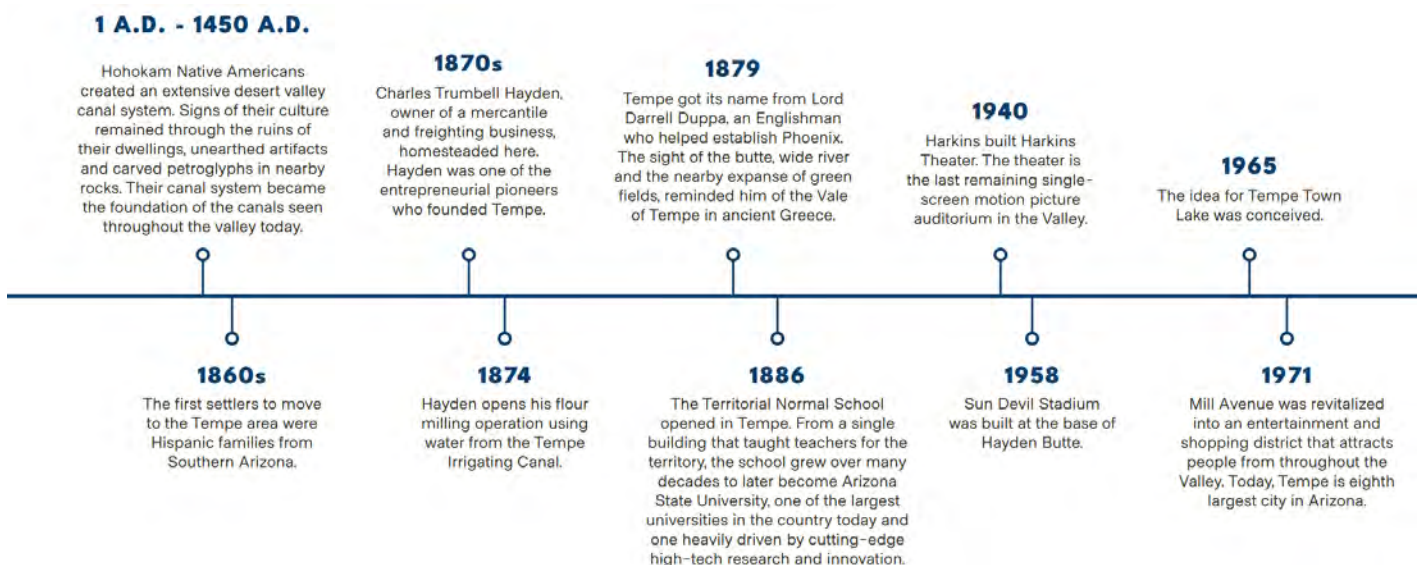 1 A.D. - 1450 A.D.
Hohokam Native Americans
created an extensive desert valley
canal system. Signs of their culture
remained through the ruins of
their dwellings, unearthed artifacts
and carved petroglyphs in nearby
rocks. Their canal system became
the foundation of the canals seen
throughout the valley today.
1860s
The first settlers to move
to the Tempe area were
Hispanic families from
Southern Arizona.
1870s
Charles Trumbell Hayden,
owner of a mercantile
and freighting business,
homesteaded here.
Hayden was one of the
entrepreneurial pioneers
who founded Tempe.
1874
Hayden opens his flour
milling operation using
water from the Tempe
Irrigating Canal.
1879
Tempe got its name from Lord
Darrell Duppa, an Englishman
who helped establish Phoenix.
The sight of the butte, wide river
and the nearby expanse of green
fields, reminded him of the Vale
of Tempe in ancient Greece.
1886
The Territorial Normal School
opened in Tempe. From a single
building that taught teachers for the
territory, the school grew over many
decades to later become Arizona
State University, one of the largest
universities in the country today and
one heavily driven by cutting-edge
high-tech research and innovation.
1940
Harkins built Harkins
Theater. The theater is
the last remaining single-
screen motion picture
auditorium in the Valley.
1958
Sun Devil Stadium
was built at the base of
Hayden Butte.
1965
The idea for Tempe Town
Lake was conceived.
1971
Mill Avenue was revitalized
into an entertainment and
shopping district that attracts
people from throughout the
Valley. Today, Tempe is eighth
largest city in Arizona.